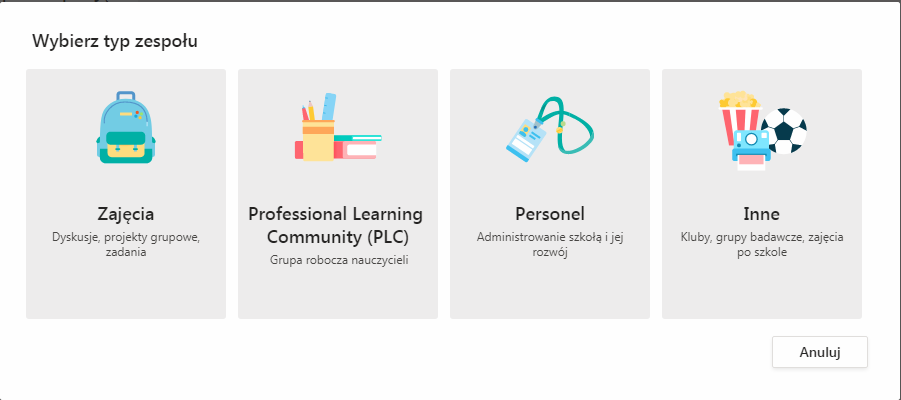 Wybierz typ zespołu
Zajęcia
Dyskusje, projekty grupowe,
zadania
Professional Learning
Community (PLC)
Grupa robocza nauczycieli
Personel
Administrowanie szkołą i jej
rozwój
Inne
Kluby, grupy badawcze, zajęcia
po szkole
Anuluj